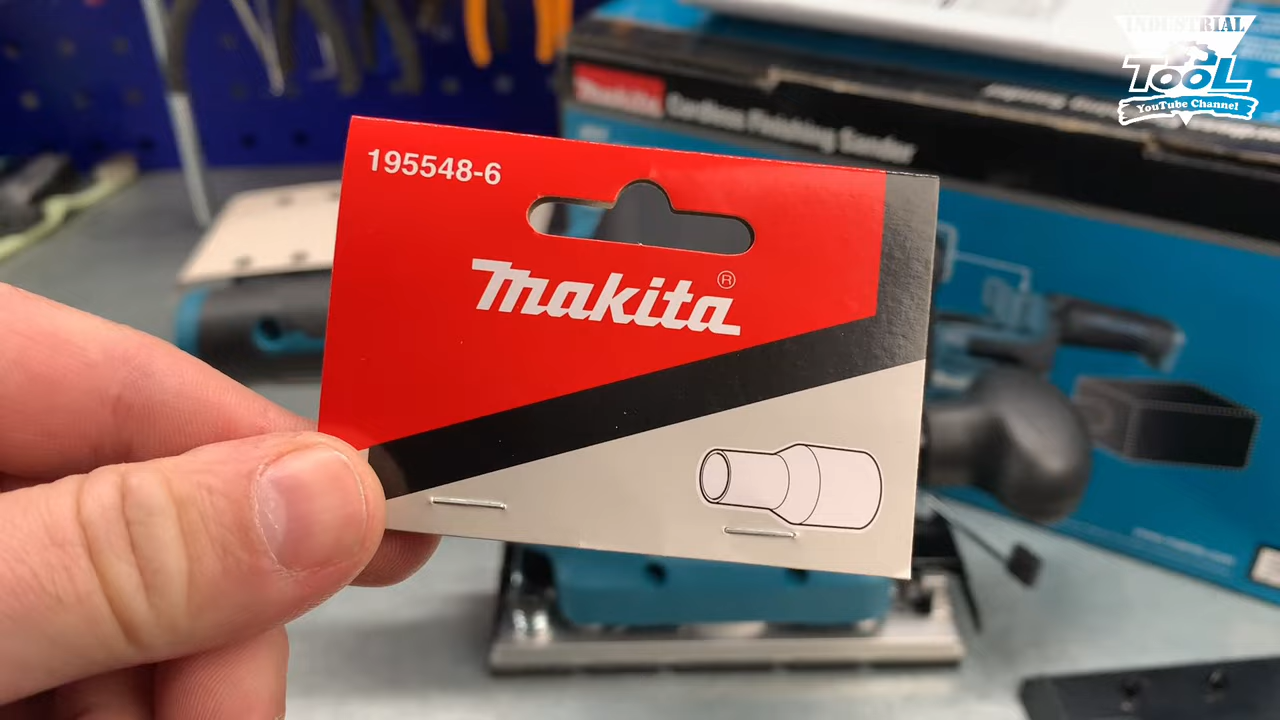 INDUSTRIAL
TOOL
YouTube Channel
Makita Cordless Finishing Sander
195548-6
makita®